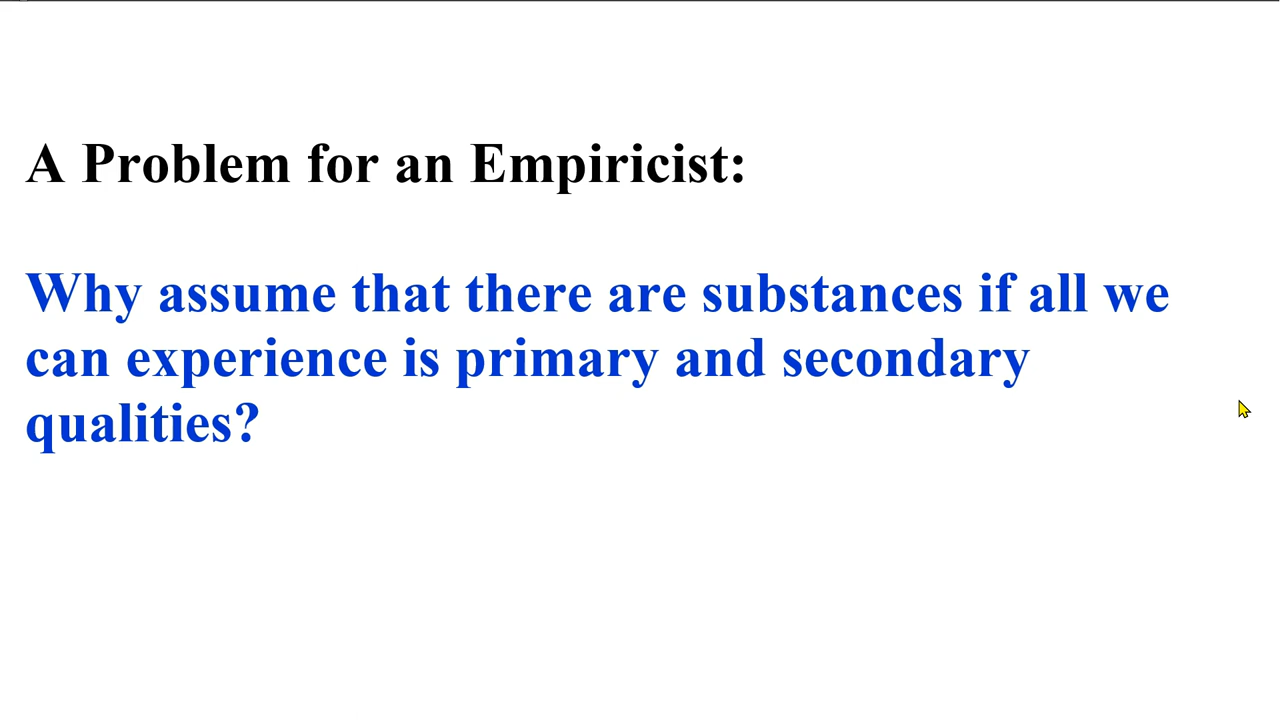 A Problem for an Empiricist:
Why assume that there are substances if all we
can experience is primary and secondary
qualities?